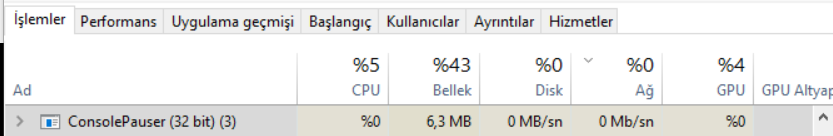 İşlemler Performans Uygulama geçmişi Başlangıç Kullanıcılar Ayrıntılar Hizmetler
%5 %43 %0 %0 %4
Ad CPU Bellek Disk Ağ GPU GPU Altyap
ConsolePauser (32 bit) (3) %0 6,3 MB 0 MB/sn 0 Mb/sn %0